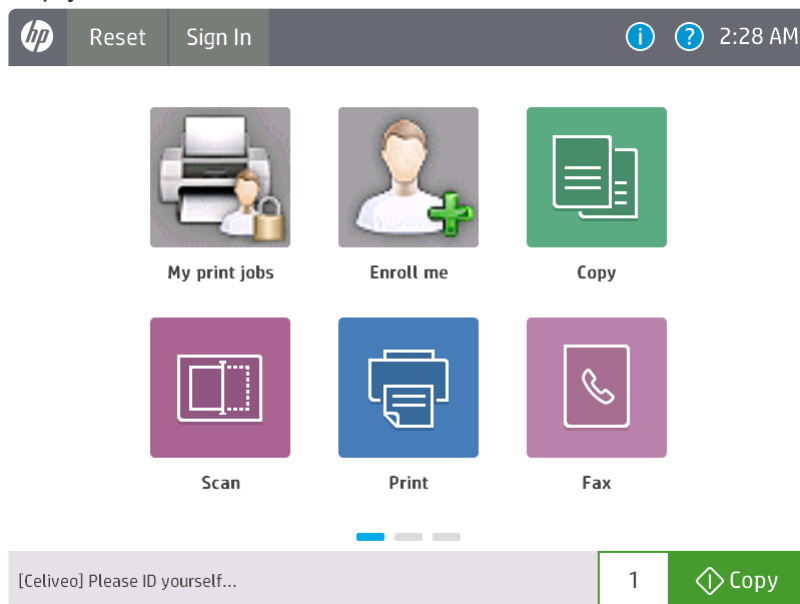 hp Reset Sign In i ? 2:28 AM
My print jobs Enroll me Copy
Scan Print Fax
[Celiveo] Please ID yourself... 1 Copy